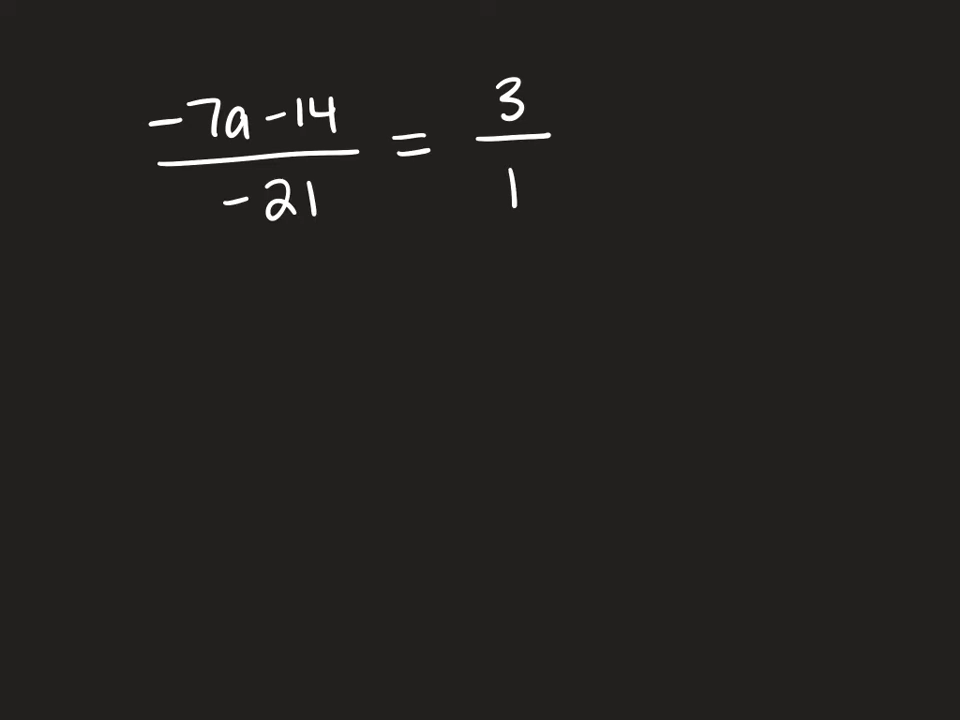 -7a -14 / -21 = 3 / 1